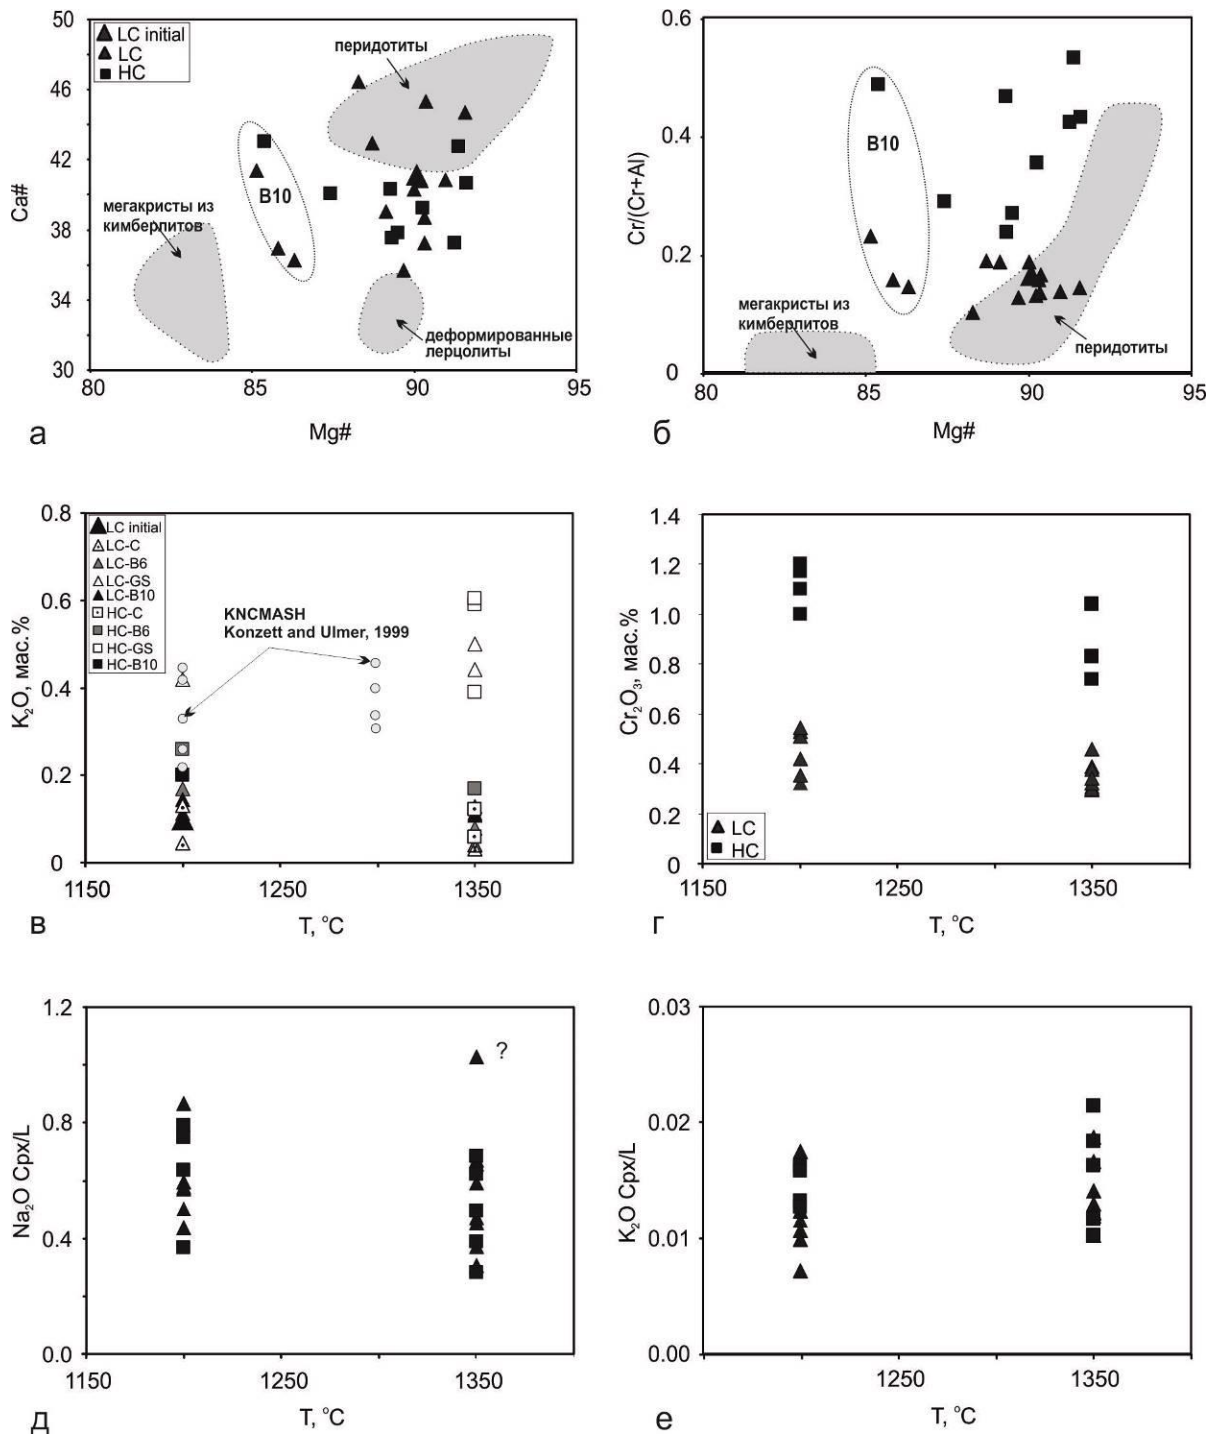 50
46
42
38
34
30
Ca#
LC initial
LC
HC
перидотиты
B10
мегакристы из
кимберлитов
деформированные
лерцолиты
80
85
90
95
Mg#
а
0.6
0.4
0.2
0
Cr/(Cr+Al)
B10
мегакристы из
кимберлитов
перидотиты
80
85
90
95
Mg#
б
0.8
0.6
0.4
0.2
0
K₂O, мас.%
LC initial
LC-C
LC-B6
LC-GS
LC-B10
HC-C
HC-B6
HC-GS
HC-B10
KNCMASH
Konzett and Ulmer, 1999
1150
1250
1350
T, °C
в
1.4
1.2
1.0
0.8
0.6
0.4
0.2
0
Cr₂O₃, мас.%
LC
HC
1150
1250
1350
T, °C
г
1.2
1.0
0.8
0.4
0.0
Na₂O Cpx/L
?
1150
1250
1350
T, °C
д
0.03
0.02
0.01
0.00
K₂O Cpx/L
1250
1350
T, °C
е